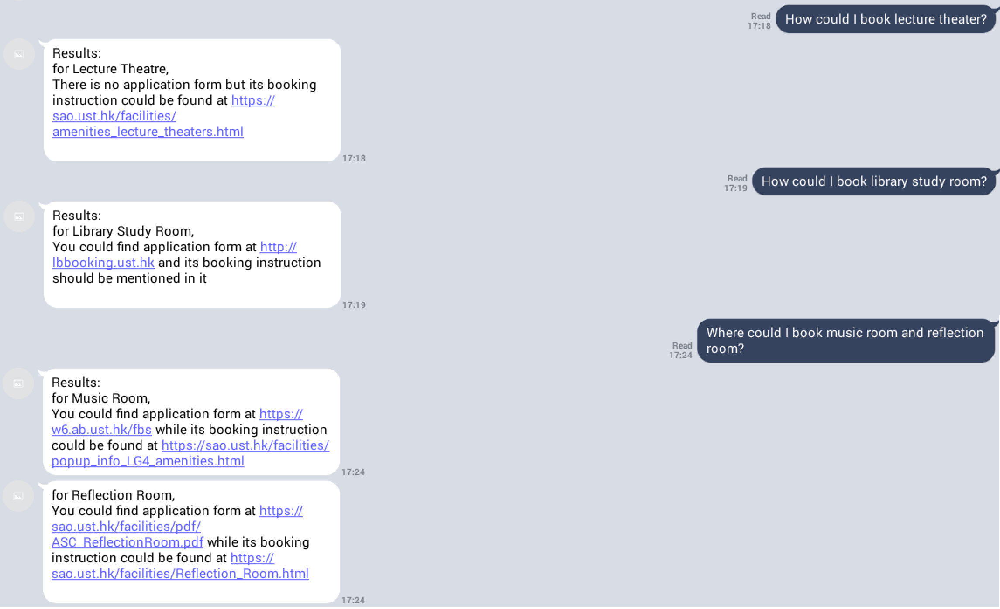 How could I book lecture theater?
Read
17:18
Results:
for Lecture Theatre,
There is no application form but its booking
instruction could be found at https://
sao.ust.hk/facilities/
amenities_lecture_theaters.html
17:18
How could I book library study room?
Read
17:19
Results:
for Library Study Room,
You could find application form at http://
lbbooking.ust.hk and its booking instruction
should be mentioned in it
17:19
Where could I book music room and reflection
room?
Read
17:24
Results:
for Music Room,
You could find application form at https://
w6.ab.ust.hk/fbs while its booking instruction
could be found at https://sao.ust.hk/facilities/
popup_info_LG4_amenities.html
17:24
for Reflection Room,
You could find application form at https://
sao.ust.hk/facilities/pdf/
ASC_ReflectionRoom.pdf while its booking
instruction could be found at https://
sao.ust.hk/facilities/Reflection_Room.html
17:24